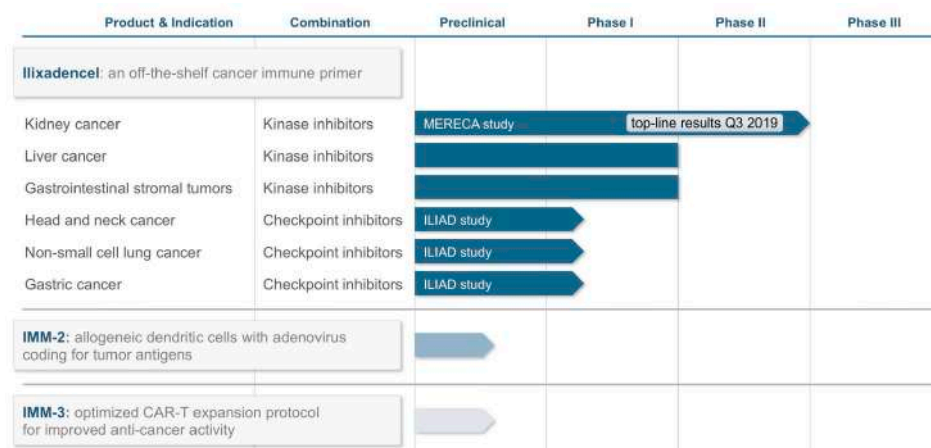 Product & Indication Combination Preclinical Phase I Phase II Phase III
Ilixadencel: an off-the-shelf cancer immune primer
Kidney cancer Kinase inhibitors MERECA study top-line results Q3 2019
Liver cancer Kinase inhibitors
Gastrointestinal stromal tumors Kinase inhibitors
Head and neck cancer Checkpoint inhibitors ILIAD study
Non-small cell lung cancer Checkpoint inhibitors ILIAD study
Gastric cancer Checkpoint inhibitors ILIAD study
IMM-2: allogeneic dendritic cells with adenovirus
coding for tumor antigens
IMM-3: optimized CAR-T expansion protocol
for improved anti-cancer activity